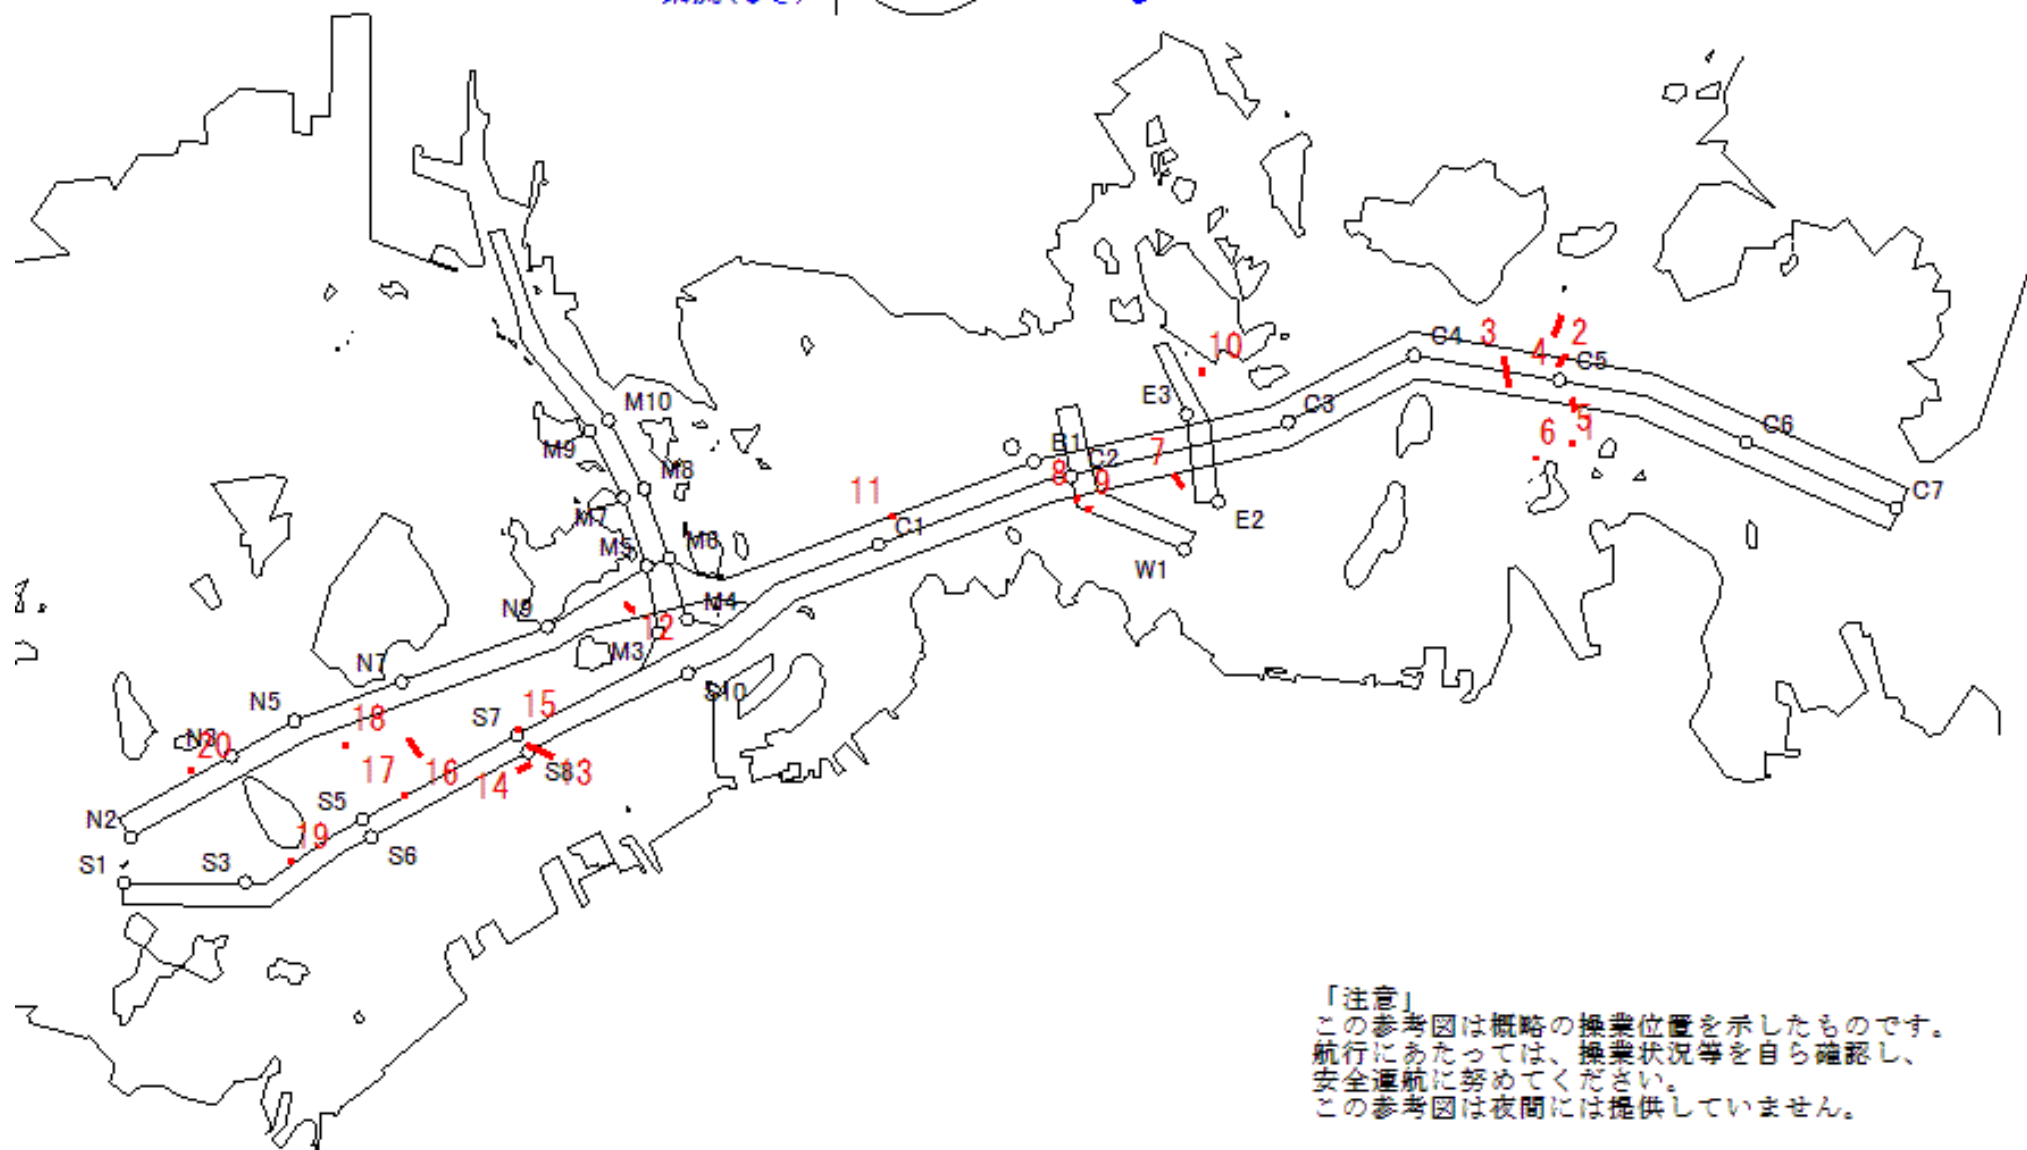 C4
3
2
4
C5
10
E3
C3
M10
B1
C6
M9
7
6
5
1
C2
M8
8
9
11
C7
M7
C1
E2
M5
M6
W1
N9
M4
12
M3
N7
S10
N5
18
S7
15
N3
20
17
16
14
S8
13
S5
N2
19
S1
S3
S6
「注意」
この参考図は概略の操業位置を示したものです。
航行にあたっては、操業状況等を自ら確認し、
安全運航に努めてください。
この参考図は夜間には提供していません。